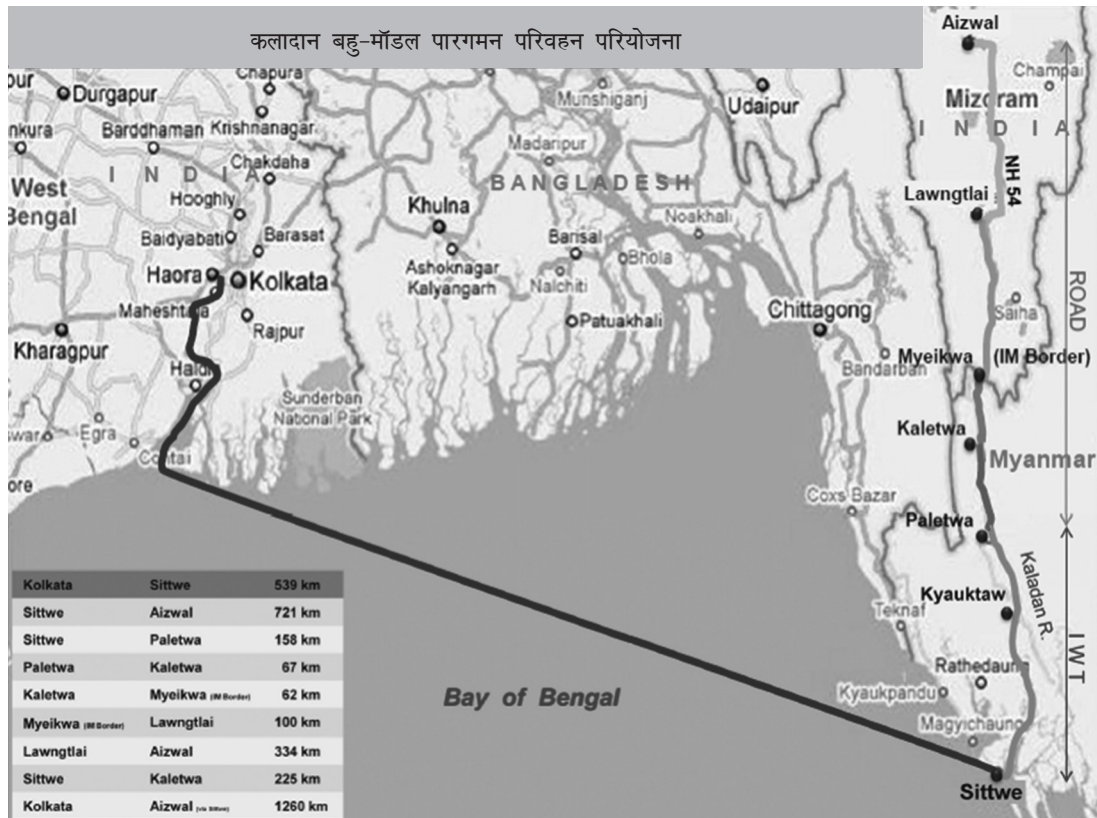 कलादान बहु-मॉडल पारगमन परिवहन परियोजना
Aizwal
Champai
Mizoram
INDIA
NH 54
Lawngtlai
ROAD
Saiha
Myeikwa (IM Border)
Kaletwa
Myanmar
Paletwa
Kaladan R.
Kyauktaw
IWT
Rathedaung
Kyaukpandu
Magyichaung
Sittwe
Durgapur
Chapura
Barddhaman
Krishnanagar
INDIA
Chakdaha
West
Bengal
Hooghly
Baidyabati
Barasat
Haora
Kolkata
Rajpur
Kharagpur
Egra
Contai
Sunderban
National Park
Munshiganj
Madaripur
BANGLADESH
Khulna
Ashoknagar
Kalyangarh
Barisal
Nalchiti
Bhola
Noakhali
Patuakhali
Udaipur
Chittagong
Bandarban
Coxs Bazar
Teknaf
Bay of Bengal
Kolkata Sittwe 539 km
Sittwe Aizwal 721 km
Sittwe Paletwa 158 km
Paletwa Kaletwa 67 km
Kaletwa Myeikwa (IM Border) 62 km
Myeikwa (IM Border) Lawngtlai 100 km
Lawngtlai Aizwal 334 km
Sittwe Kaletwa 225 km
Kolkata Aizwal (via Sittwe) 1260 km